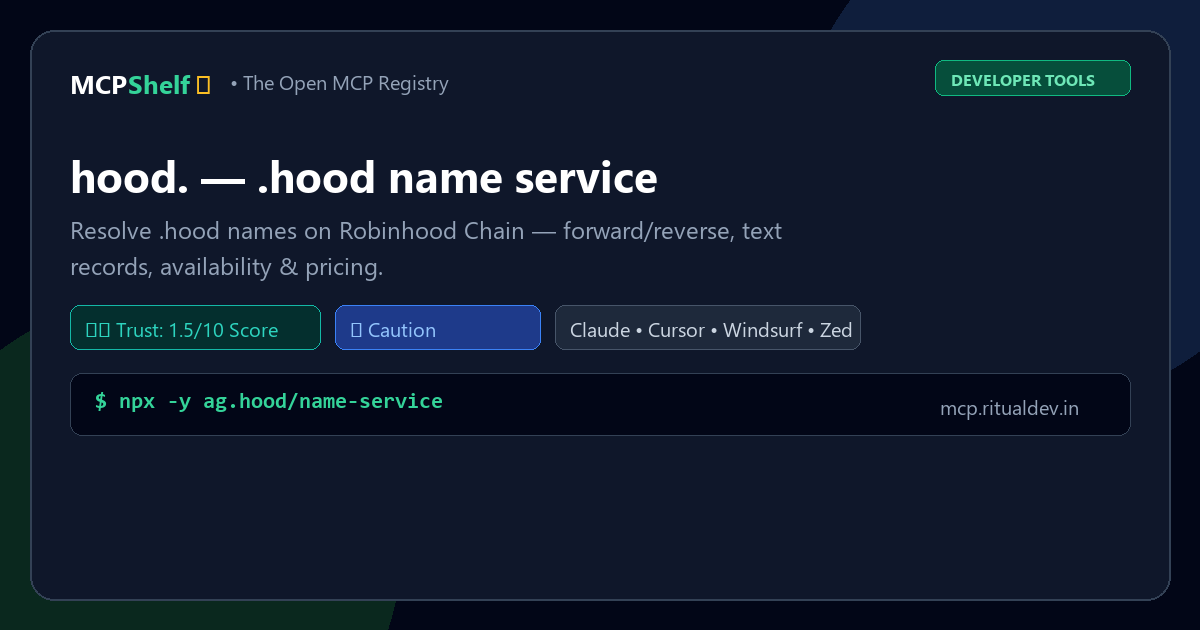 MCPShelf • The Open MCP Registry
DEVELOPER TOOLS
hood. — .hood name service
Resolve .hood names on Robinhood Chain — forward/reverse, text
records, availability & pricing.
Trust: 1.5/10 Score
Caution
Claude • Cursor • Windsurf • Zed
$ npx -y ag.hood/name-service
mcp.ritualdev.in